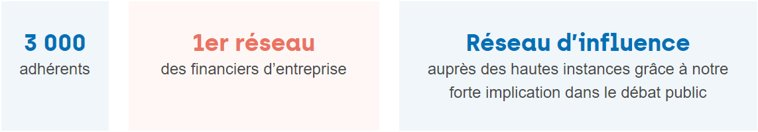 3 000
adhérents
1er réseau
des financiers d’entreprise
Réseau d’influence
auprès des hautes instances grâce à notre
forte implication dans le débat public